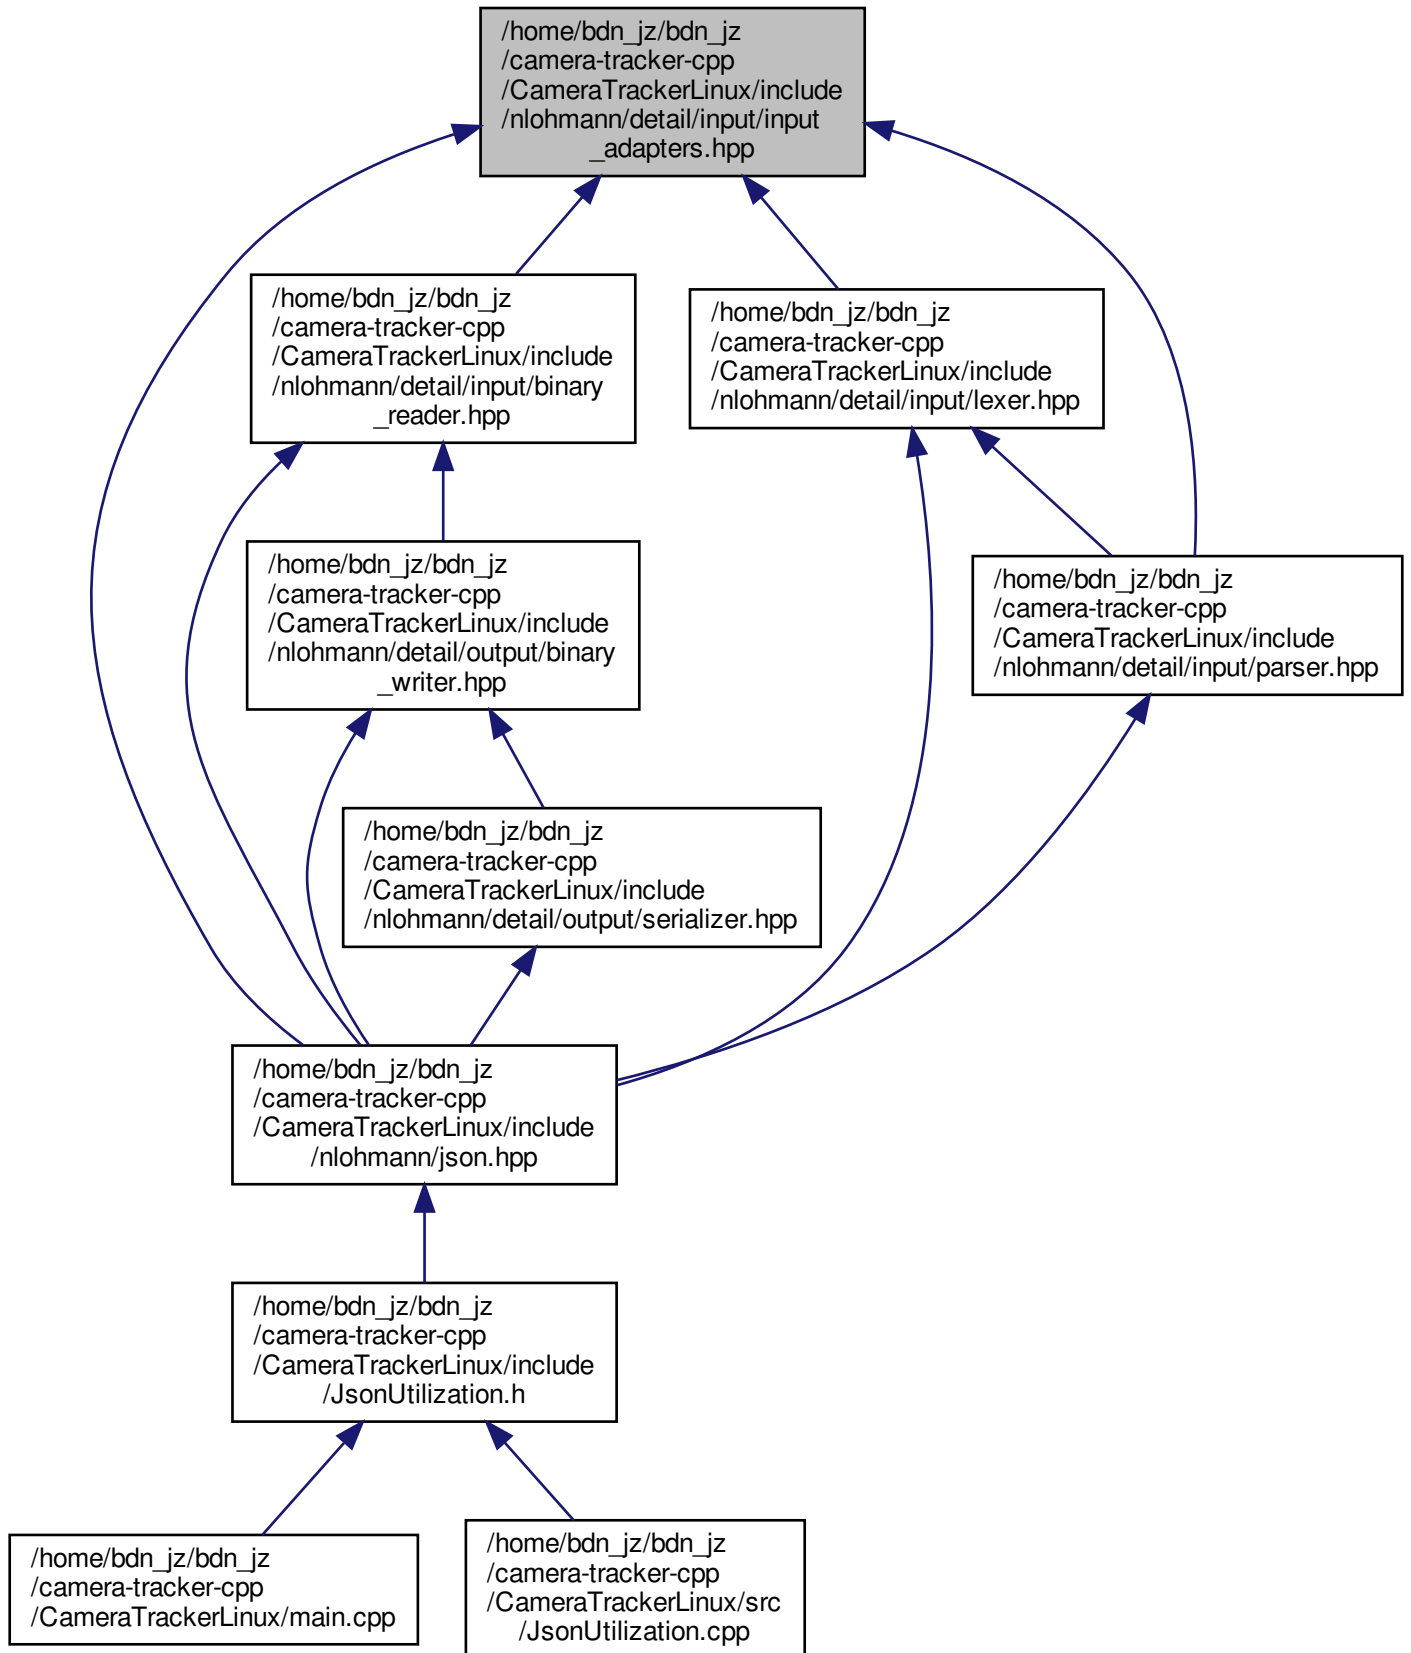 /home/bdn_jz/bdn_jz
/camera-tracker-cpp
/CameraTrackerLinux/include
/nlohmann/detail/input/input
_adapters.hpp
/home/bdn_jz/bdn_jz
/camera-tracker-cpp
/CameraTrackerLinux/include
/nlohmann/detail/input/binary
_reader.hpp
/home/bdn_jz/bdn_jz
/camera-tracker-cpp
/CameraTrackerLinux/include
/nlohmann/detail/input/lexer.hpp
/home/bdn_jz/bdn_jz
/camera-tracker-cpp
/CameraTrackerLinux/include
/nlohmann/detail/output/binary
_writer.hpp
/home/bdn_jz/bdn_jz
/camera-tracker-cpp
/CameraTrackerLinux/include
/nlohmann/detail/input/parser.hpp
/home/bdn_jz/bdn_jz
/camera-tracker-cpp
/CameraTrackerLinux/include
/nlohmann/detail/output/serializer.hpp
/home/bdn_jz/bdn_jz
/camera-tracker-cpp
/CameraTrackerLinux/include
/nlohmann/json.hpp
/home/bdn_jz/bdn_jz
/camera-tracker-cpp
/CameraTrackerLinux/include
/JsonUtilization.h
/home/bdn_jz/bdn_jz
/camera-tracker-cpp
/CameraTrackerLinux/main.cpp
/home/bdn_jz/bdn_jz
/camera-tracker-cpp
/CameraTrackerLinux/src
/JsonUtilization.cpp